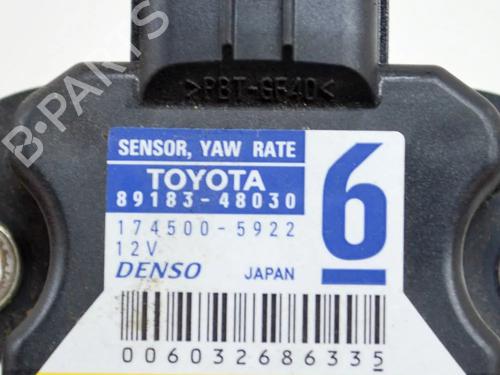 >PBT-GF40<
SENSOR, YAW RATE
TOYOTA
89183-48030
174500-5922
12V
DENSO JAPAN
6
006032686335
B-PARTS